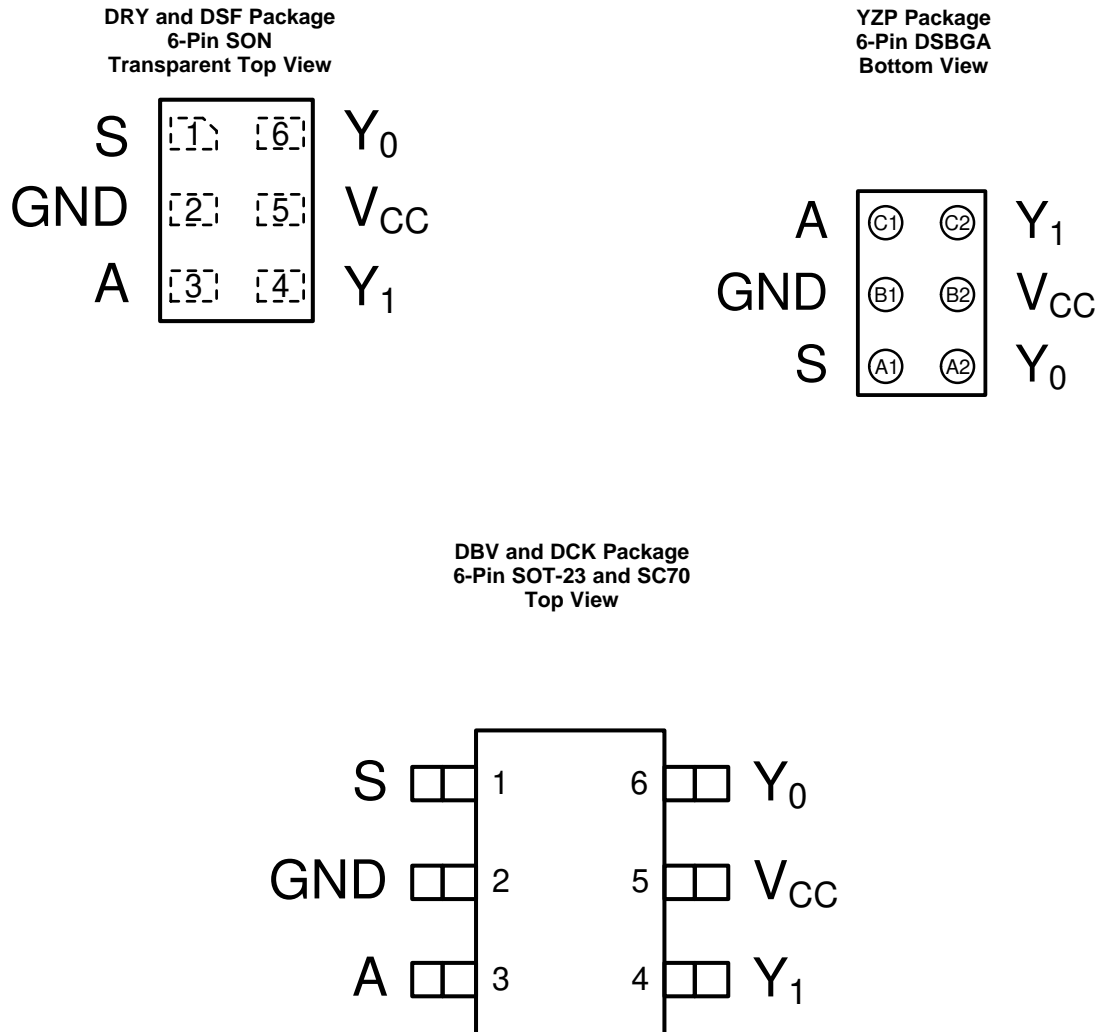 DRY and DSF Package
6-Pin SON
Transparent Top View
S 1 6 Y0
GND 2 5 VCC
A 3 4 Y1
YZP Package
6-Pin DSBGA
Bottom View
A C1 C2 Y1
GND B1 B2 VCC
S A1 A2 Y0
DBV and DCK Package
6-Pin SOT-23 and SC70
Top View
S 1 6 Y0
GND 2 5 VCC
A 3 4 Y1